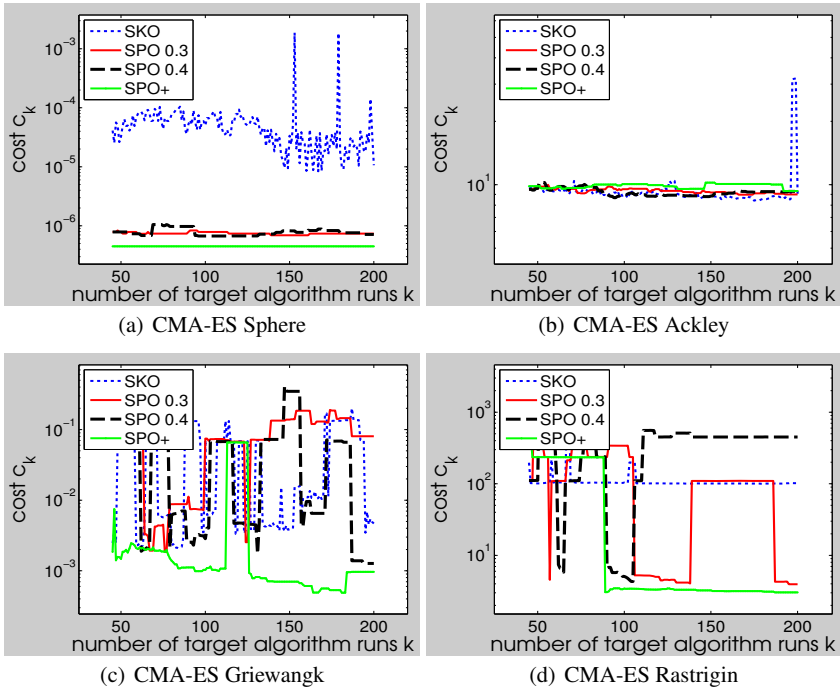 SKO
SPO 0.3
SPO 0.4
SPO+
10^-3
10^-4
10^-5
10^-6
cost c_k
50 100 150 200
number of target algorithm runs k
(a) CMA-ES Sphere
SKO
SPO 0.3
SPO 0.4
SPO+
10^1
cost c_k
50 100 150 200
number of target algorithm runs k
(b) CMA-ES Ackley
SKO
SPO 0.3
SPO 0.4
SPO+
10^-1
10^-2
10^-3
cost c_k
50 100 150 200
number of target algorithm runs k
(c) CMA-ES Griewangk
SKO
SPO 0.3
SPO 0.4
SPO+
10^3
10^2
10^1
cost c_k
50 100 150 200
number of target algorithm runs k
(d) CMA-ES Rastrigin